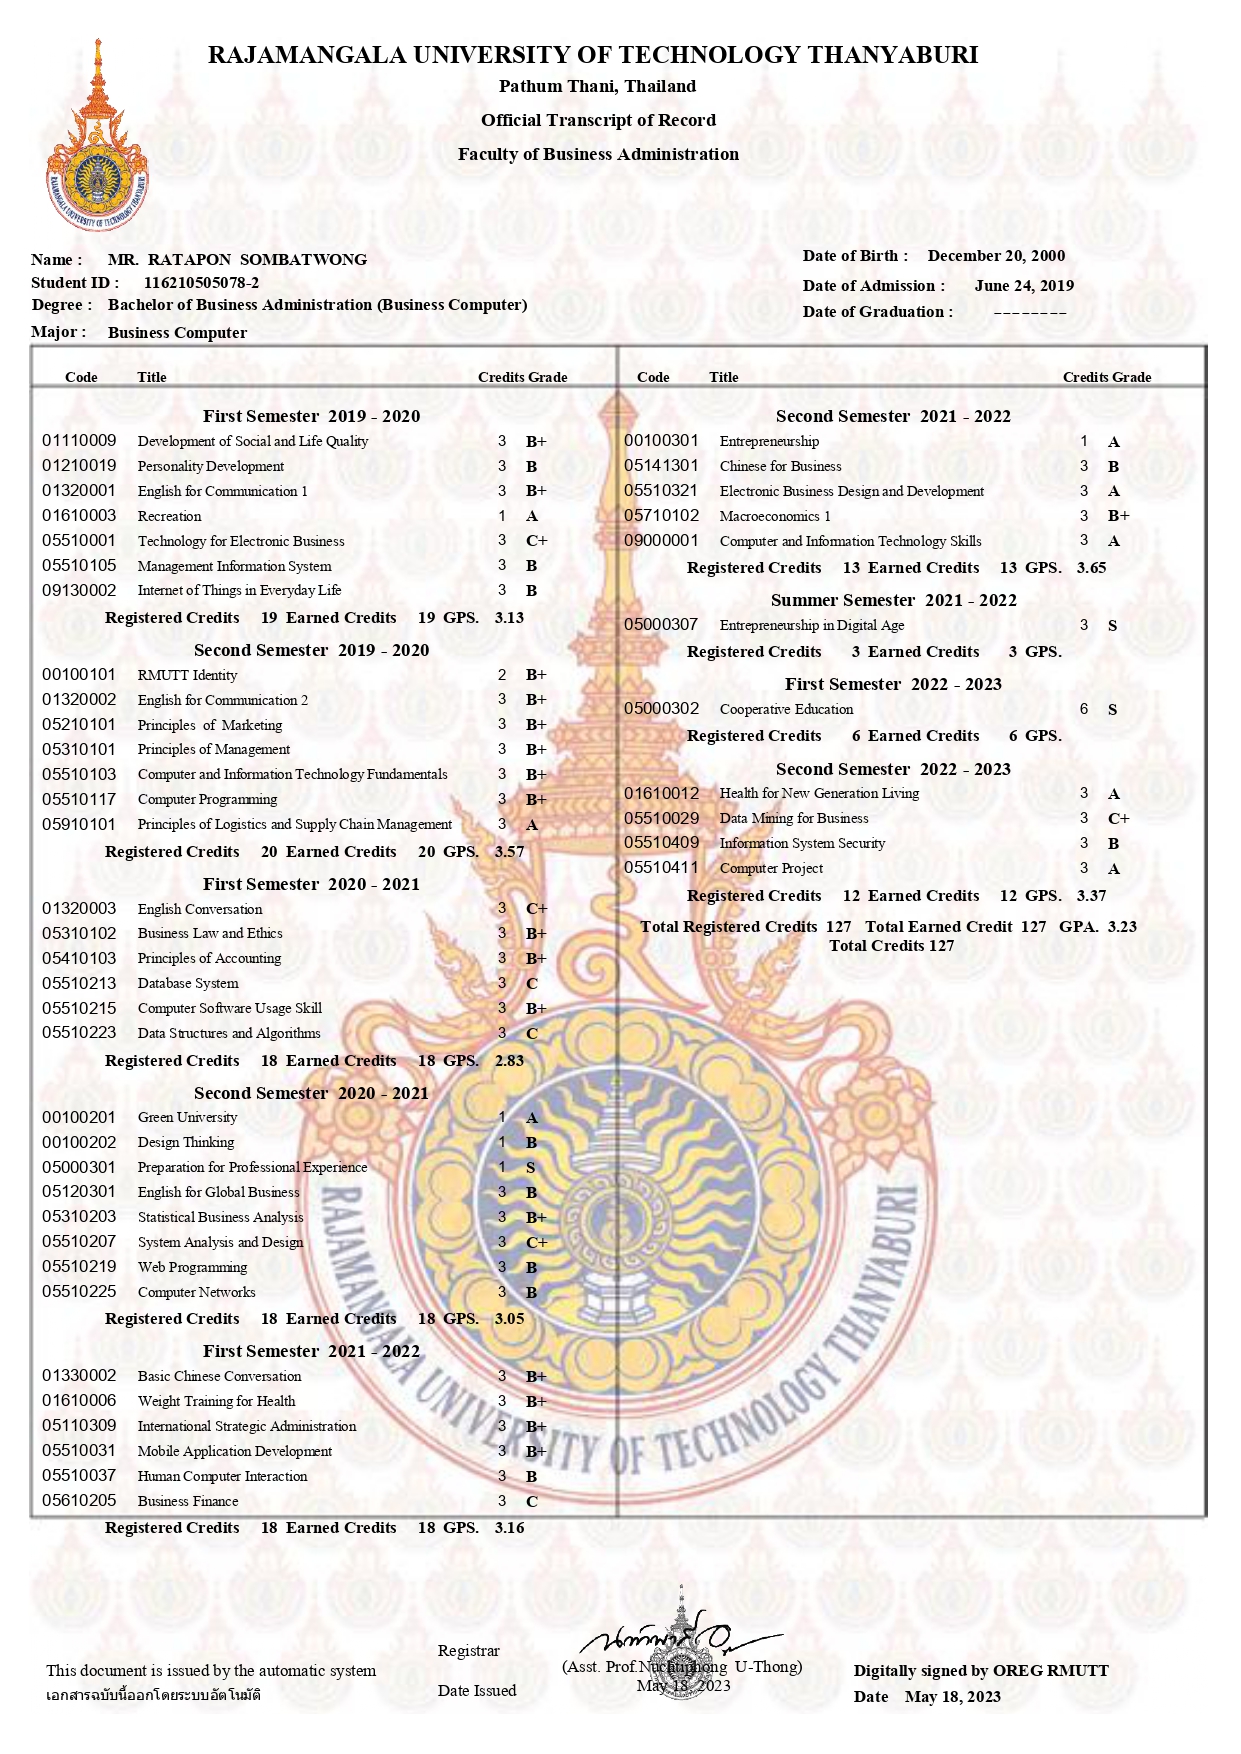 RAJAMANGALA UNIVERSITY OF TECHNOLOGY THANYABURI
Pathum Thani, Thailand
Official Transcript of Record
Faculty of Business Administration
RAJAMANGALA UNIVERSITY OF TECHNOLOGY THANYABURI
Name : MR. RATAPON SOMBATWONG
Student ID : 116210505078-2
Degree : Bachelor of Business Administration (Business Computer)
Major : Business Computer
Date of Birth : December 20, 2000
Date of Admission : June 24, 2019
Date of Graduation : --------
Code Title Credits Grade
First Semester 2019 - 2020
01110009 Development of Social and Life Quality 3 B+
01210019 Personality Development 3 B
01320001 English for Communication 1 3 B+
01610003 Recreation 1 A
05510001 Technology for Electronic Business 3 C+
05510105 Management Information System 3 B
09130002 Internet of Things in Everyday Life 3 B
Registered Credits 19 Earned Credits 19 GPS. 3.13
Second Semester 2019 - 2020
00100101 RMUTT Identity 2 B+
01320002 English for Communication 2 3 B+
05210101 Principles of Marketing 3 B+
05310101 Principles of Management 3 B+
05510103 Computer and Information Technology Fundamentals 3 B+
05510117 Computer Programming 3 B+
05910101 Principles of Logistics and Supply Chain Management 3 A
Registered Credits 20 Earned Credits 20 GPS. 3.57
First Semester 2020 - 2021
01320003 English Conversation 3 C+
05310102 Business Law and Ethics 3 B+
05410103 Principles of Accounting 3 B+
05510213 Database System 3 C
05510215 Computer Software Usage Skill 3 B+
05510223 Data Structures and Algorithms 3 C
Registered Credits 18 Earned Credits 18 GPS. 2.83
Second Semester 2020 - 2021
00100201 Green University 1 A
00100202 Design Thinking 1 B
05000301 Preparation for Professional Experience 1 S
05120301 English for Global Business 3 B
05310203 Statistical Business Analysis 3 B+
05510207 System Analysis and Design 3 C+
05510219 Web Programming 3 B
05510225 Computer Networks 3 B
Registered Credits 18 Earned Credits 18 GPS. 3.05
First Semester 2021 - 2022
01330002 Basic Chinese Conversation 3 B+
01610006 Weight Training for Health 3 B+
05110309 International Strategic Administration 3 B+
05510031 Mobile Application Development 3 B+
05510037 Human Computer Interaction 3 B
05610205 Business Finance 3 C
Registered Credits 18 Earned Credits 18 GPS. 3.16
Code Title Credits Grade
Second Semester 2021 - 2022
00100301 Entrepreneurship 1 A
05141301 Chinese for Business 3 B
05510321 Electronic Business Design and Development 3 A
05710102 Macroeconomics 1 3 B+
09000001 Computer and Information Technology Skills 3 A
Registered Credits 13 Earned Credits 13 GPS. 3.65
Summer Semester 2021 - 2022
05000307 Entrepreneurship in Digital Age 3 S
Registered Credits 3 Earned Credits 3 GPS.
First Semester 2022 - 2023
05000302 Cooperative Education 6 S
Registered Credits 6 Earned Credits 6 GPS.
Second Semester 2022 - 2023
01610012 Health for New Generation Living 3 A
05510029 Data Mining for Business 3 C+
05510409 Information System Security 3 B
05510411 Computer Project 3 A
Registered Credits 12 Earned Credits 12 GPS. 3.37
Total Registered Credits 127 Total Earned Credit 127 GPA. 3.23
Total Credits 127
RAJAMANGALA UNIVERSITY OF TECHNOLOGY THANYABURI
This document is issued by the automatic system
เอกสารฉบับนี้ออกโดยระบบอัตโนมัติ
Registrar
(Asst. Prof.Nuchtiphong U-Thong)
Date Issued May 18, 2023
Digitally signed by OREG RMUTT
Date May 18, 2023